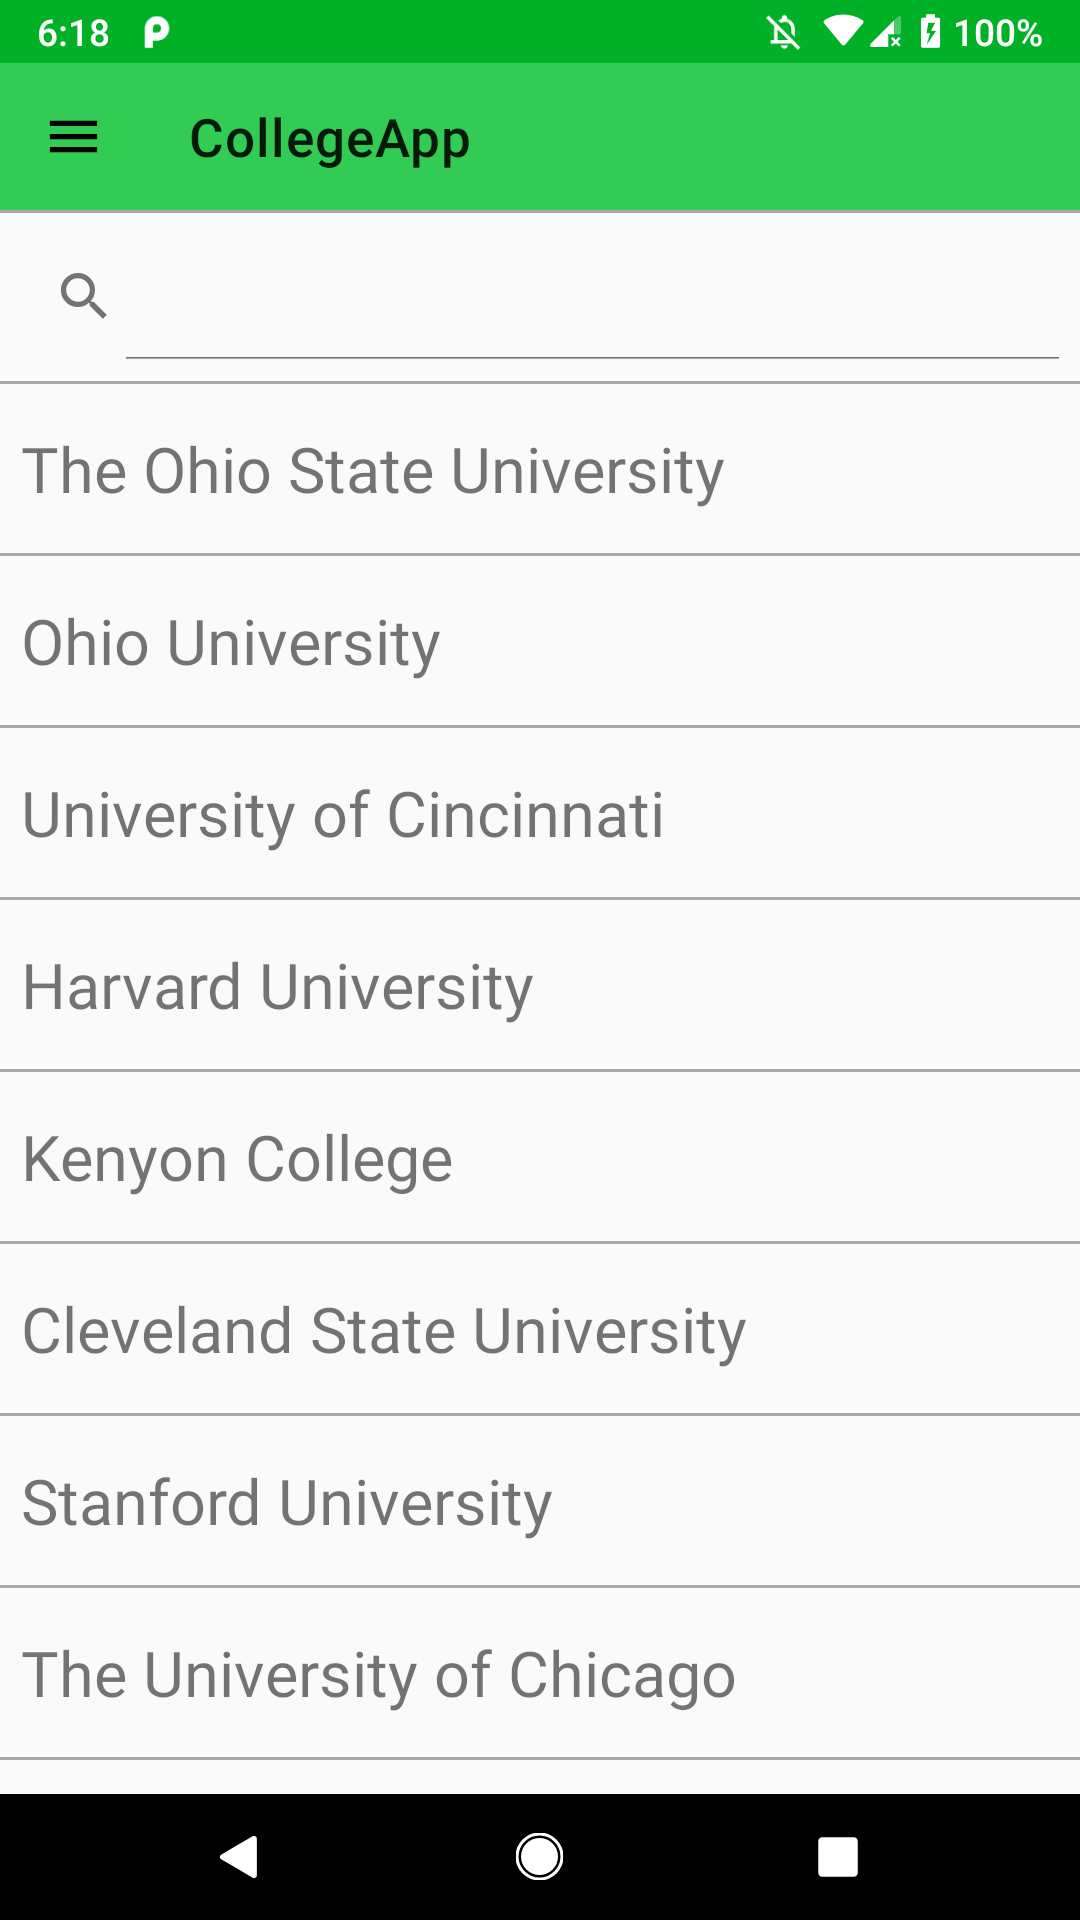 6:18 100%
CollegeApp
The Ohio State University
Ohio University
University of Cincinnati
Harvard University
Kenyon College
Cleveland State University
Stanford University
The University of Chicago